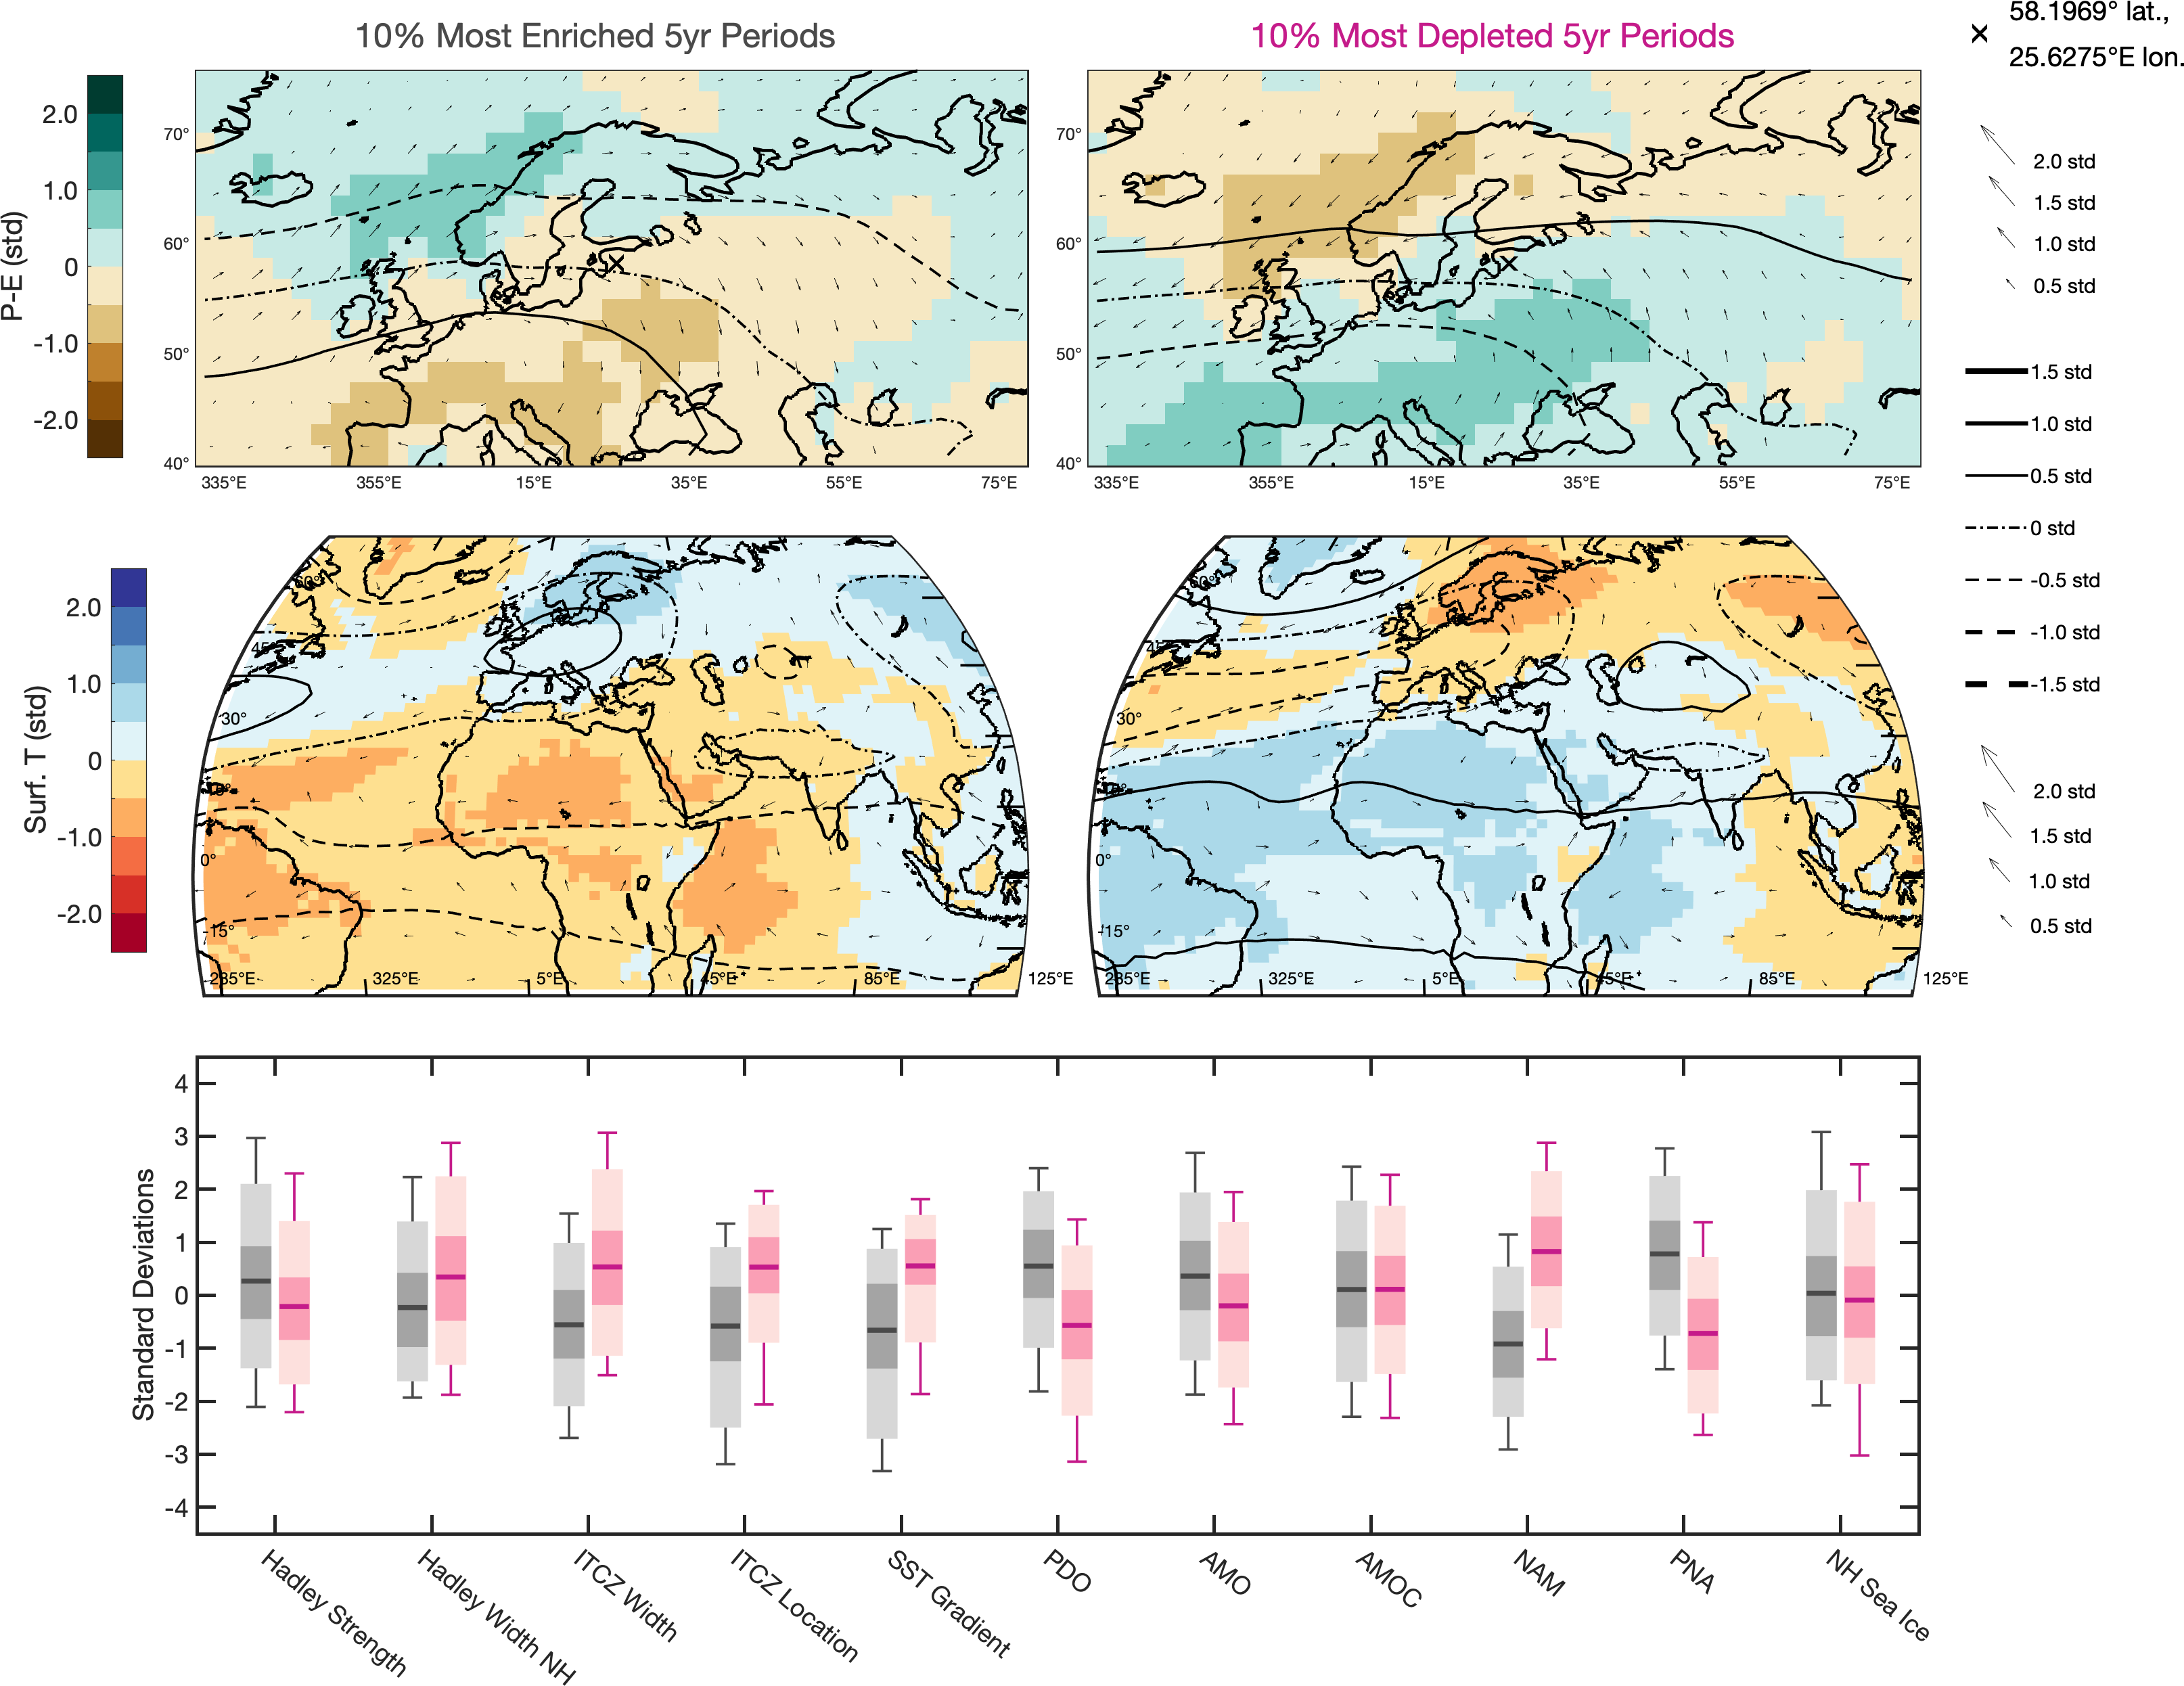 10% Most Enriched 5yr Periods
10% Most Depleted 5yr Periods
58.1969° lat.,
25.6275°E lon.
P-E (std)
2.0
1.0
0
-1.0
-2.0
70°
60°
50°
40°
335°E 355°E 15°E 35°E 55°E 75°E
70°
60°
50°
40°
335°E 355°E 15°E 35°E 55°E 75°E
2.0 std
1.5 std
1.0 std
0.5 std
1.5 std
1.0 std
0.5 std
0 std
-0.5 std
-1.0 std
-1.5 std
2.0 std
1.5 std
1.0 std
0.5 std
Surf. T (std)
2.0
1.0
0
-1.0
-2.0
60°
45°
30°
15°
0°
-15°
285°E 325°E 5°E 45°E 85°E 125°E
60°
45°
30°
15°
0°
-15°
285°E 325°E 5°E 45°E 85°E 125°E
Standard Deviations
4
3
2
1
0
-1
-2
-3
-4
Hadley Strength
Hadley Width NH
ITCZ Width
ITCZ Location
SST Gradient
PDO
AMO
AMOC
NAM
PNA
NH Sea Ice